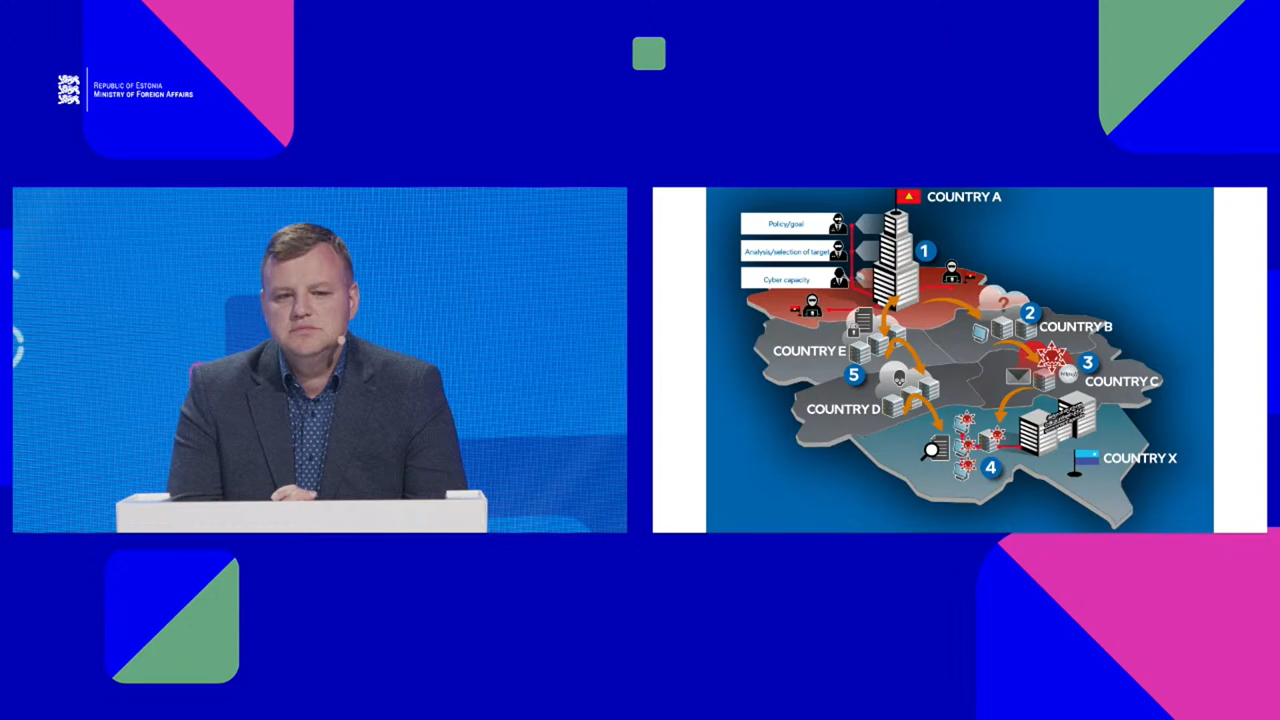 REPUBLIC OF ESTONIA
MINISTRY OF FOREIGN AFFAIRS
COUNTRY A
Policy/goal
Analysis/selection of target
Cyber capacity
1
?
2
COUNTRY B
COUNTRY E
5
3
COUNTRY C
COUNTRY D
4
COUNTRY X